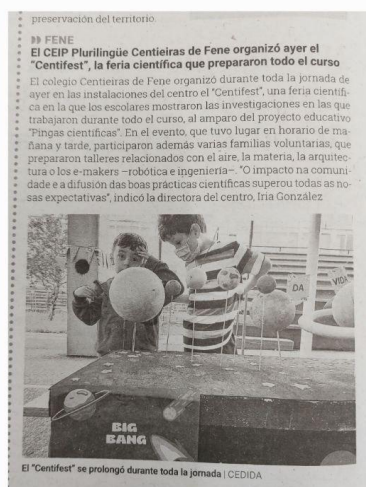 preservación del territorio.
FENE
El CEIP Plurilingüe Centieiras de Fene organizó ayer el
"Centifest", la feria científica que prepararon todo el curso
El colegio Centieiras de Fene organizó durante toda la jornada de
ayer en las instalaciones del centro el "Centifest", una feria científi-
ca en la que los escolares mostraron las investigaciones en las que
trabajaron durante todo el curso, al amparo del proyecto educativo
"Pingas científicas". En el evento, que tuvo lugar en horario de ma-
ñana y tarde, participaron además varias familias voluntarias, que
prepararon talleres relacionados con el aire, la materia, la arquitec-
tura o los e-makers –robótica e ingeniería–. "O impacto na comuni-
dade e a difusión das boas prácticas científicas superou todas as no-
sas expectativas", indicó la directora del centro, Iria González
DA
VIDA
BIG
BANG
El "Centifest" se prolongó durante toda la jornada | CEDIDA